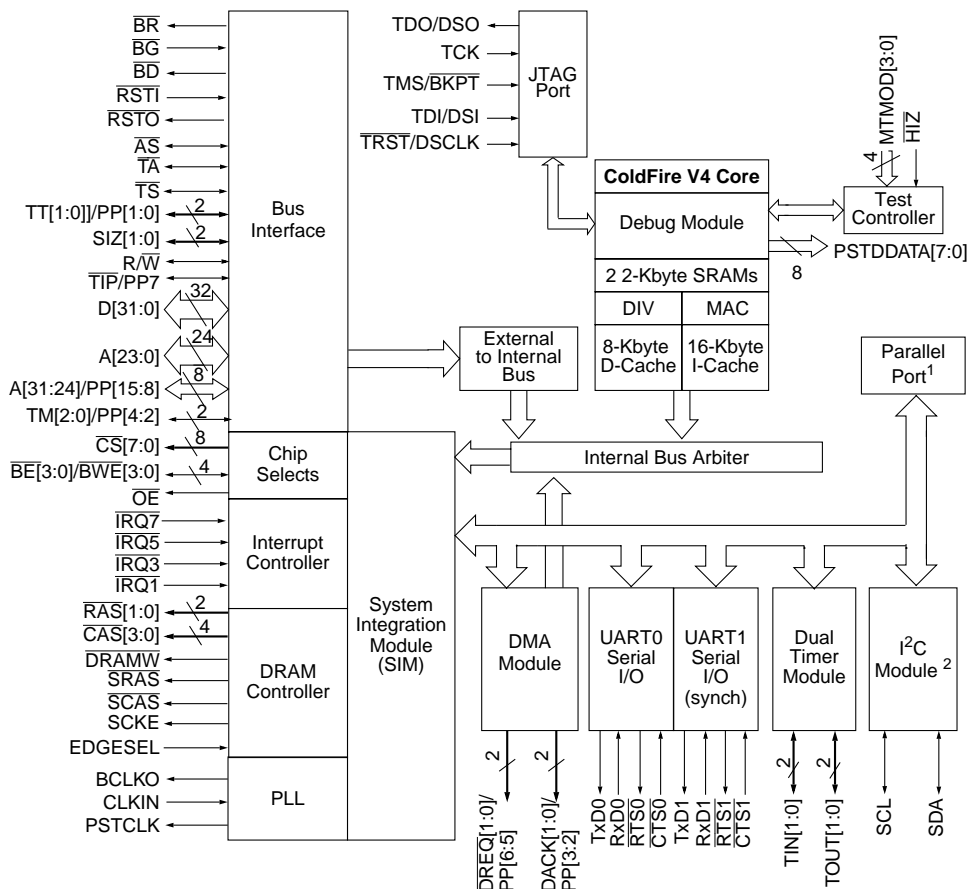 BR
BG
BD
RSTI
RSTO
AS
TA
TS
TT[1:0]]/PP[1:0]
2
SIZ[1:0]
2
R/W
TIP/PP7
D[31:0]
32
A[23:0]
24
A[31:24]/PP[15:8]
8
TM[2:0]/PP[4:2]
2
CS[7:0]
8
BE[3:0]/BWE[3:0]
4
OE
IRQ7
IRQ5
IRQ3
IRQ1
RAS[1:0]
2
CAS[3:0]
4
DRAMW
SRAS
SCAS
SCKE
EDGESEL
BCLKO
CLKIN
PSTCLK
Bus
Interface
Chip
Selects
Interrupt
Controller
DRAM
Controller
PLL
System
Integration
Module
(SIM)
TDO/DSO
TCK
TMS/BKPT
TDI/DSI
TRST/DSCLK
JTAG
Port
ColdFire V4 Core
Debug Module
2 2-Kbyte SRAMs
DIV
MAC
8-Kbyte
D-Cache
16-Kbyte
I-Cache
MTMOD[3:0]
4
HIZ
Test
Controller
PSTDDATA[7:0]
8
External
to Internal
Bus
Internal Bus Arbiter
Parallel
Port1
DMA
Module
UART0
Serial
I/O
UART1
Serial
I/O
(synch)
Dual
Timer
Module
I2C
Module 2
2
DREQ[1:0]/
PP[6:5]
2
DACK[1:0]/
PP[3:2]
TxD0
RxD0
RTS0
CTS0
TxD1
RxD1
RTS1
CTS1
2
TIN[1:0]
2
TOUT[1:0]
SCL
SDA